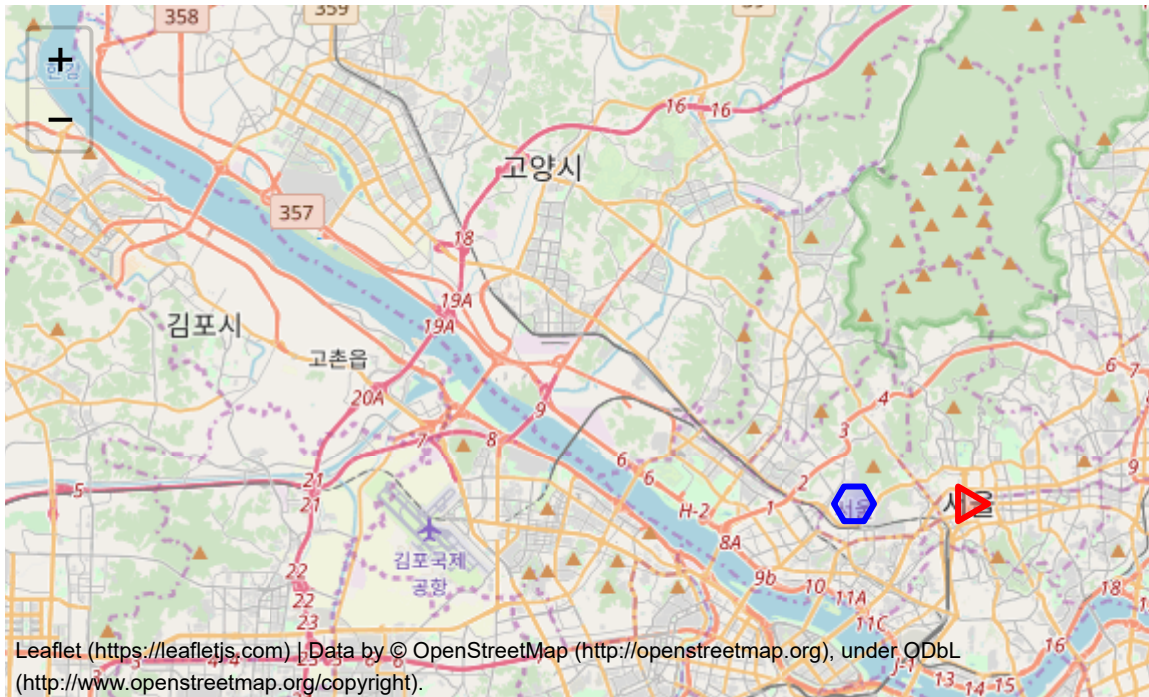 358
359
+
한강
−
16
16
고양시
357
18
19A
19A
김포시
고촌읍
6
7
20A
4
9
3
7
8
9
6
6
21
2
5
21
H-2
1
서울
8A
김포국제
공항
22
9b
10
11A
18
22
23
11C
16
Leaflet (https://leafletjs.com) | Data by © OpenStreetMap (http://openstreetmap.org), under ODbL
J-1
13
14
15
(http://www.openstreetmap.org/copyright).